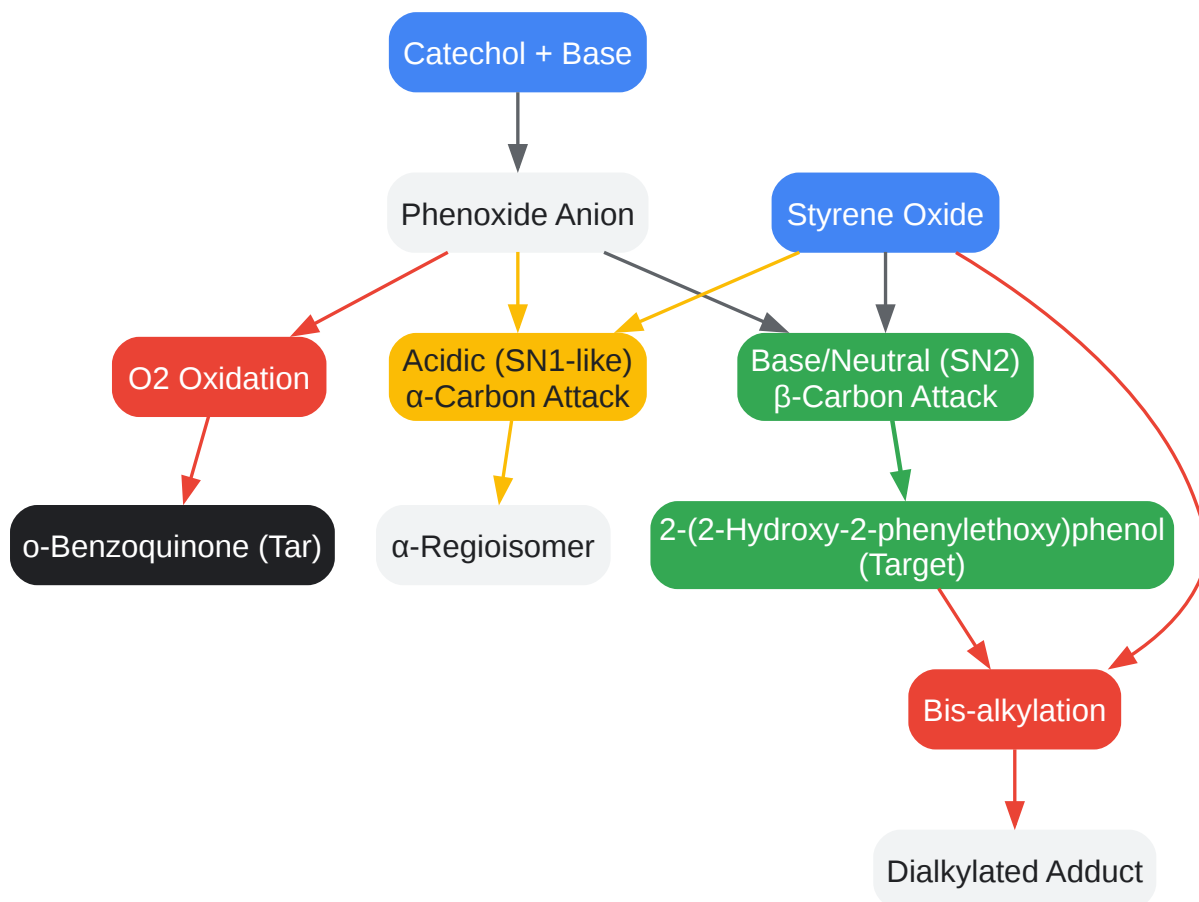 Catechol + Base
Phenoxide Anion
Styrene Oxide
O2 Oxidation
Acidic (SN1-like)
α-Carbon Attack
Base/Neutral (SN2)
β-Carbon Attack
o-Benzoquinone (Tar)
α-Regioisomer
2-(2-Hydroxy-2-phenylethoxy)phenol
(Target)
Bis-alkylation
Dialkylated Adduct